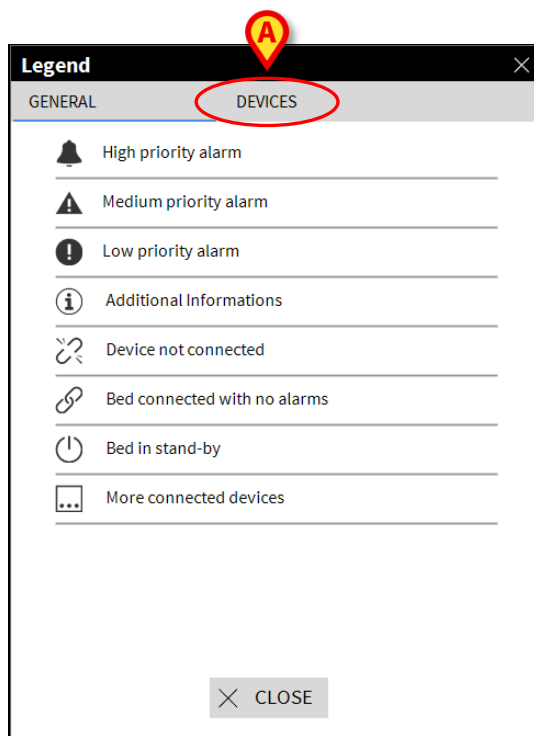 A
Legend
GENERAL DEVICES
High priority alarm
Medium priority alarm
Low priority alarm
Additional Informations
Device not connected
Bed connected with no alarms
Bed in stand-by
More connected devices
CLOSE